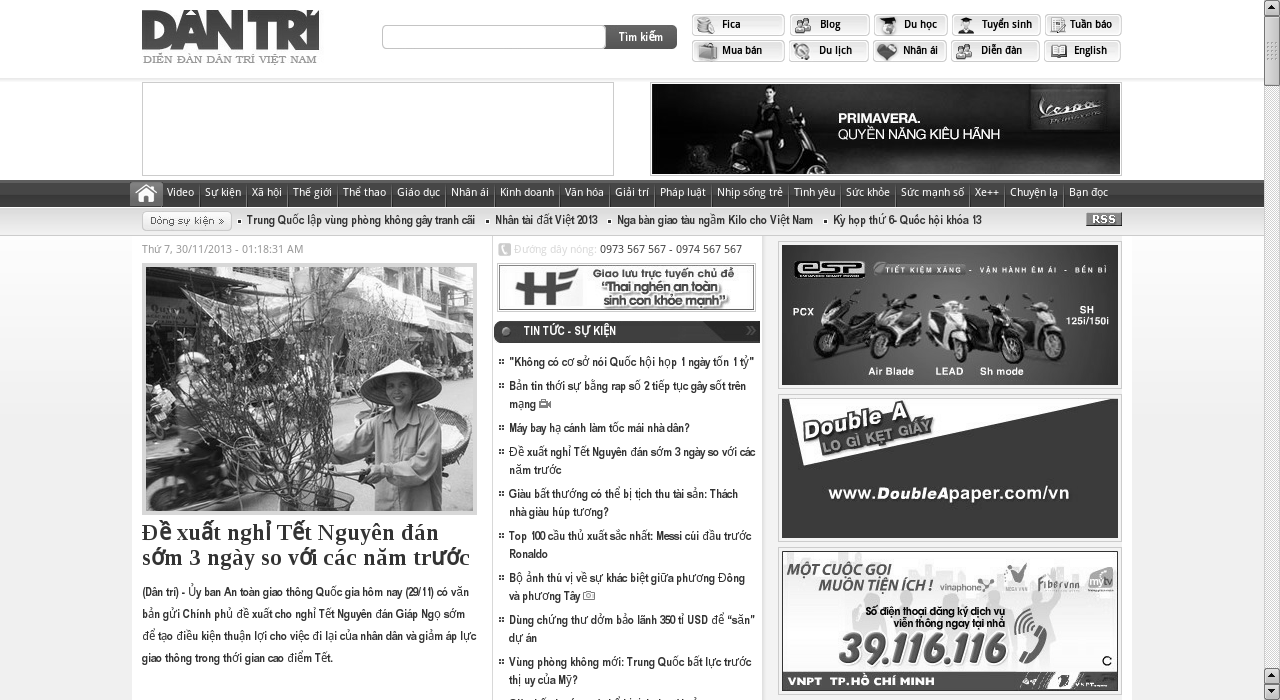 DÂN TRÍ
DIỄN ĐÀN DÂN TRÍ VIỆT NAM
Tìm kiếm
Fica
Blog
Du học
Tuyển sinh
Tuần báo
Mua bán
Du lịch
Nhân ái
Diễn đàn
English
PRIMAVERA.
QUYỀN NĂNG KIÊU HÃNH
Vespa
Primavera
Video
Sự kiện
Xã hội
Thế giới
Thể thao
Giáo dục
Nhân ái
Kinh doanh
Văn hóa
Giải trí
Pháp luật
Nhịp sống trẻ
Tình yêu
Sức khỏe
Sức mạnh số
Xe++
Chuyện lạ
Bạn đọc
Dòng sự kiện »
Trung Quốc lập vùng phòng không gây tranh cãi
Nhân tài đất Việt 2013
Nga bàn giao tàu ngầm Kilo cho Việt Nam
Kỳ họp thứ 6- Quốc hội khóa 13
RSS
Thứ 7, 30/11/2013 - 01:18:31 AM
Đề xuất nghỉ Tết Nguyên đán
sớm 3 ngày so với các năm trước
(Dân trí) - Ủy ban An toàn giao thông Quốc gia hôm nay (29/11) có văn
bản gửi Chính phủ đề xuất cho nghỉ Tết Nguyên đán Giáp Ngọ sớm
để tạo điều kiện thuận lợi cho việc đi lại của nhân dân và giảm áp lực
giao thông trong thời gian cao điểm Tết.
Đường dây nóng: 0973 567 567 - 0974 567 567
HF
Giao lưu trực tuyến chủ đề
“Thai nghén an toàn
sinh con khỏe mạnh”
TIN TỨC - SỰ KIỆN
"Không có cơ sở nói Quốc hội họp 1 ngày tốn 1 tỷ"
Bản tin thời sự bằng rap số 2 tiếp tục gây sốt trên
mạng
Máy bay hạ cánh làm tốc mái nhà dân?
Đề xuất nghỉ Tết Nguyên đán sớm 3 ngày so với các
năm trước
Giàu bất thường có thể bị tịch thu tài sản: Thách
nhà giàu húp tương?
Top 100 cầu thủ xuất sắc nhất: Messi cúi đầu trước
Ronaldo
Bộ ảnh thú vị về sự khác biệt giữa phương Đông
và phương Tây
Dùng chứng thư dởm bảo lãnh 350 tỉ USD để “săn”
dự án
Vùng phòng không mới: Trung Quốc bất lực trước
thị uy của Mỹ?
esp
TIẾT KIỆM XĂNG - VẬN HÀNH ÊM ÁI - BỀN BỈ
PCX
SH
125i/150i
Air Blade
LEAD
Sh mode
Double A
LO GÌ KẸT GIẤY
www.DoubleApaper.com/vn
MỘT CUỘC GỌI
MUÔN TIỆN ÍCH !
vinaphone
MEGA VNN
FiberVNN
mytv
Số điện thoại đăng ký dịch vụ
viễn thông ngay tại nhà
39.116.116
VNPT TP.HỒ CHÍ MINH